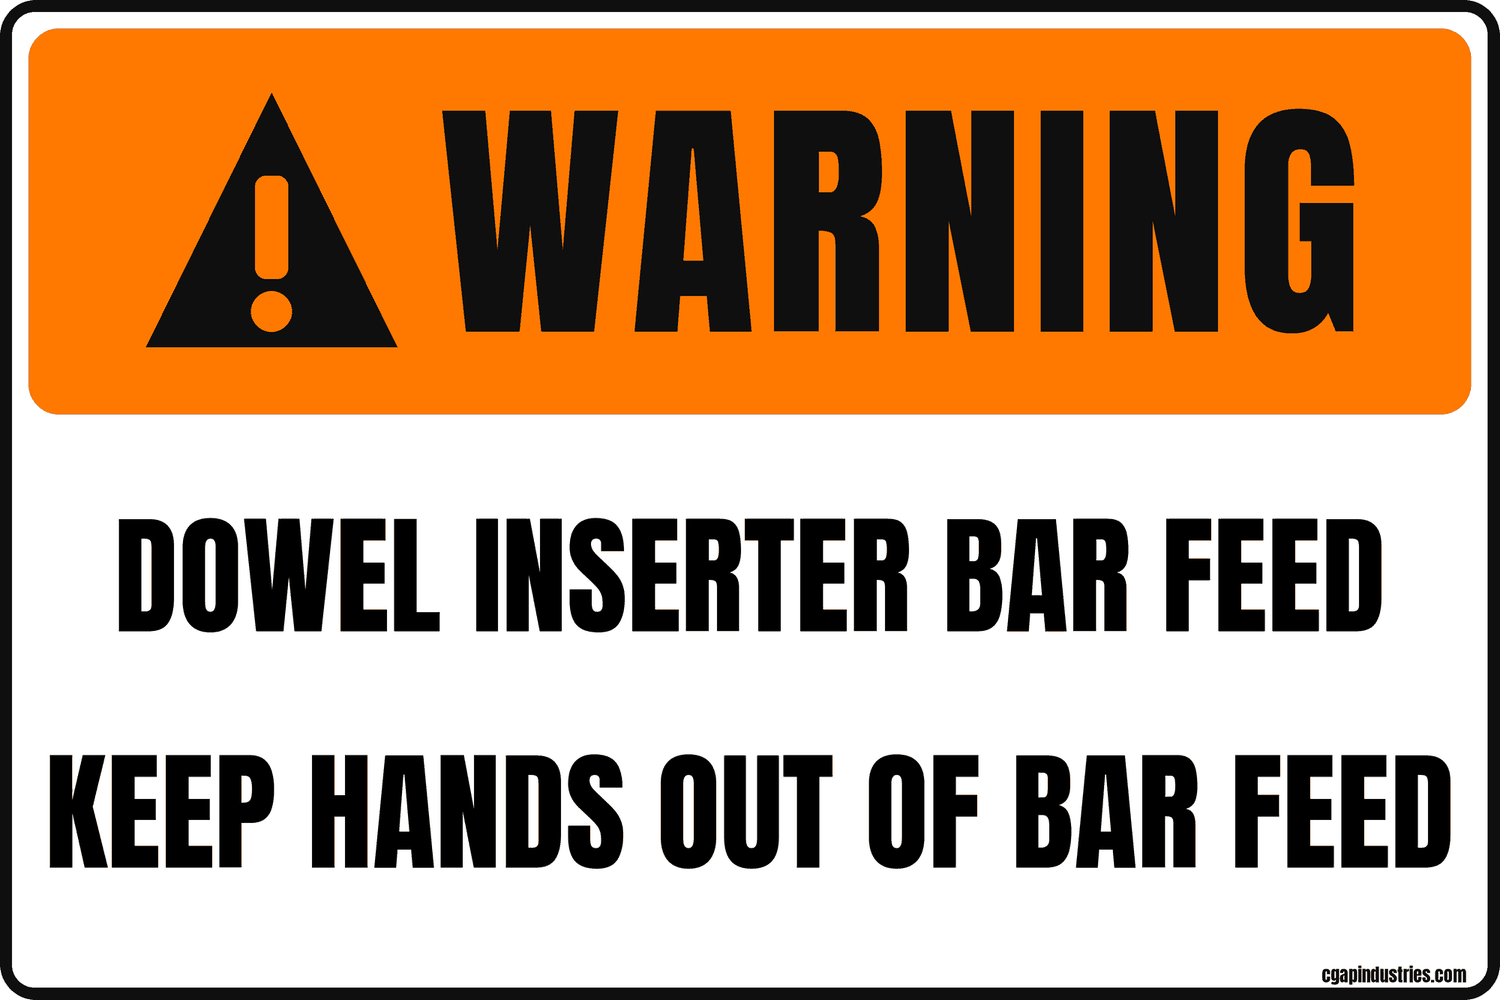 WARNING
DOWEL INSERTER BAR FEED
KEEP HANDS OUT OF BAR FEED
cgapindustries.com